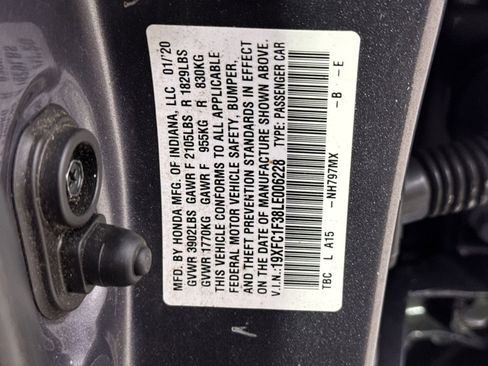 MFD. BY HONDA MFG. OF INDIANA, LLC 01/'20
GVWR 3902LBS GAWR F 2105LBS R 1829LBS
GVWR 1770KG GAWR F 955KG R 830KG
THIS VEHICLE CONFORMS TO ALL APPLICABLE
FEDERAL MOTOR VEHICLE SAFETY, BUMPER,
AND THEFT PREVENTION STANDARDS IN EFFECT
ON THE DATE OF MANUFACTURE SHOWN ABOVE.
V.I.N.:19XFC1F38LE006228 TYPE: PASSENGER CAR
TBC L A15 -NH797MX -B -E